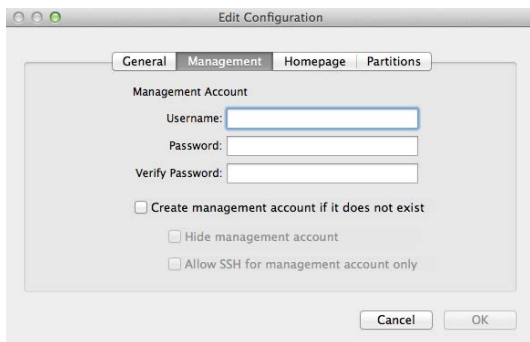 Edit Configuration
General Management Homepage Partitions
Management Account
Username:
Password:
Verify Password:
Create management account if it does not exist
Hide management account
Allow SSH for management account only
Cancel OK